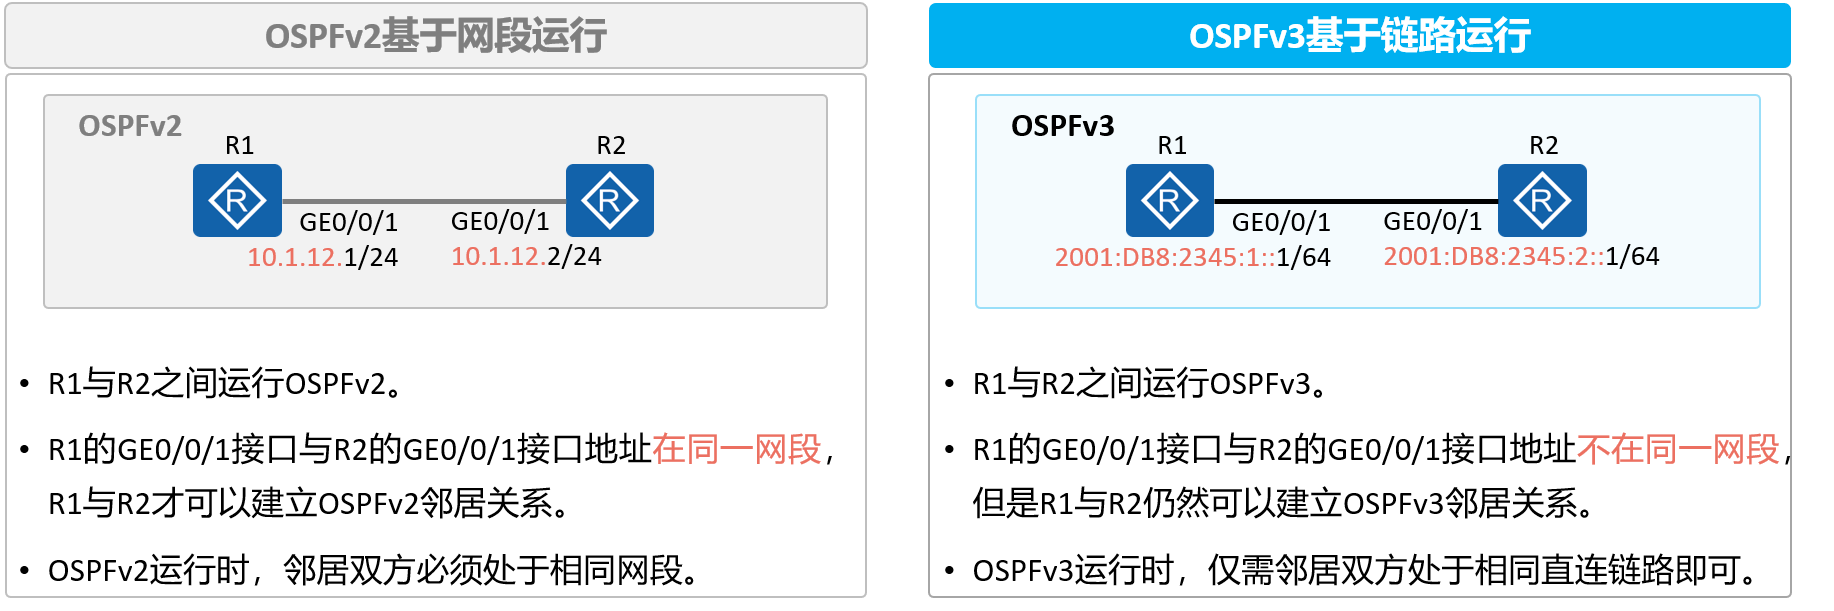 OSPFv2基于网段运行
OSPFv2
R1
R2
R
R
GE0/0/1
GE0/0/1
10.1.12.1/24
10.1.12.2/24
• R1与R2之间运行OSPFv2。
• R1的GE0/0/1接口与R2的GE0/0/1接口地址在同一网段，
R1与R2才可以建立OSPFv2邻居关系。
• OSPFv2运行时，邻居双方必须处于相同网段。
OSPFv3基于链路运行
OSPFv3
R1
R2
R
R
GE0/0/1
GE0/0/1
2001:DB8:2345:1::1/64
2001:DB8:2345:2::1/64
• R1与R2之间运行OSPFv3。
• R1的GE0/0/1接口与R2的GE0/0/1接口地址不在同一网段，
但是R1与R2仍然可以建立OSPFv3邻居关系。
• OSPFv3运行时，仅需邻居双方处于相同直连链路即可。